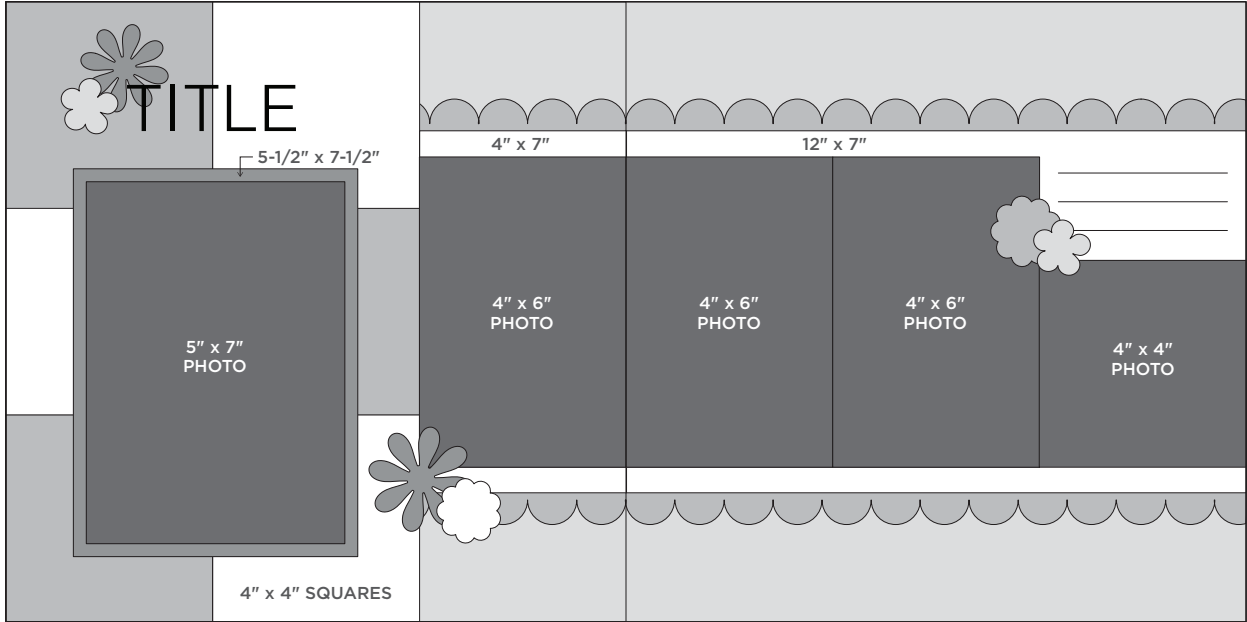 TITLE
5-1/2" x 7-1/2"
4" x 7"
12" x 7"
5" x 7"
PHOTO
4" x 6"
PHOTO
4" x 6"
PHOTO
4" x 6"
PHOTO
4" x 4"
PHOTO
4" x 4" SQUARES